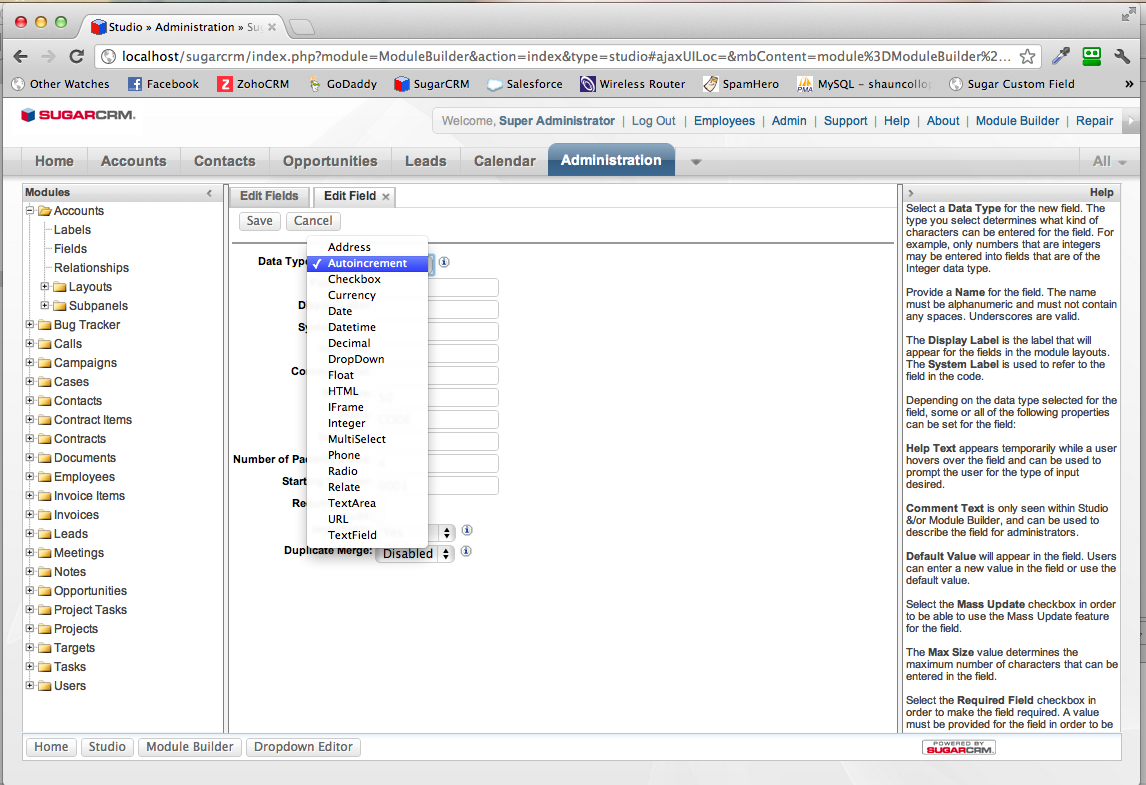 Studio » Administration » Su
localhost/sugarcrm/index.php?module=ModuleBuilder&action=index&type=studio#ajaxUILoc=&mbContent=module%3DModuleBuilder%2...
Other Watches Facebook ZohoCRM GoDaddy SugarCRM Salesforce Wireless Router SpamHero MySQL - shauncollo Sugar Custom Field »
SUGARCRM.
Welcome, Super Administrator | Log Out | Employees | Admin | Support | Help | About | Module Builder | Repair
Home Accounts Contacts Opportunities Leads Calendar Administration All
Modules
Accounts
Labels
Fields
Relationships
Layouts
Subpanels
Bug Tracker
Calls
Campaigns
Cases
Contacts
Contract Items
Contracts
Documents
Employees
Invoice Items
Invoices
Leads
Meetings
Notes
Opportunities
Project Tasks
Projects
Targets
Tasks
Users
Edit Fields Edit Field
Save Cancel
Data Type
Number of Pa
Start
Re
Duplicate Merge: Disabled
Address
✓ Autoincrement
Checkbox
Currency
Date
Datetime
Decimal
DropDown
Float
HTML
IFrame
Integer
MultiSelect
Phone
Radio
Relate
TextArea
URL
TextField
Help
Select a Data Type for the new field. The
type you select determines what kind of
characters can be entered for the field. For
example, only numbers that are integers
may be entered into fields that are of the
Integer data type.
Provide a Name for the field. The name
must be alphanumeric and must not contain
any spaces. Underscores are valid.
The Display Label is the label that will
appear for the fields in the module layouts.
The System Label is used to refer to the
field in the code.
Depending on the data type selected for the
field, some or all of the following properties
can be set for the field:
Help Text appears temporarily while a user
hovers over the field and can be used to
prompt the user for the type of input
desired.
Comment Text is only seen within Studio
&/or Module Builder, and can be used to
describe the field for administrators.
Default Value will appear in the field. Users
can enter a new value in the field or use the
default value.
Select the Mass Update checkbox in order
to be able to use the Mass Update feature
for the field.
The Max Size value determines the
maximum number of characters that can be
entered in the field.
Select the Required Field checkbox in
order to make the field required. A value
must be provided for the field in order to be
Home Studio Module Builder Dropdown Editor
POWERED BY
SUGARCRM.